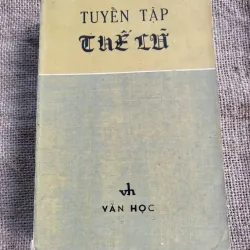 TUYỂN TẬP
THẾ LỮ
vh
VĂN HỌC